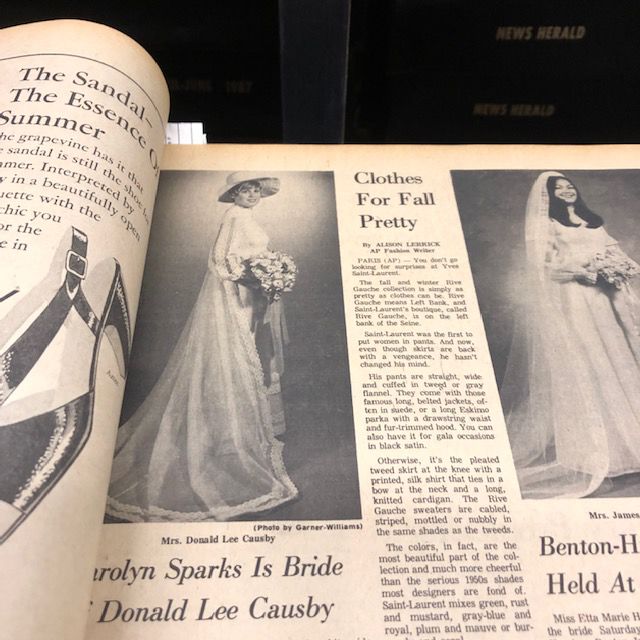 NEWS HERALD
NEWS HERALD
The Sandal—
The Essence O
Summer
he grapevine has it that
e sandal is still the shoe
mmer. Interpreted by
in a beautifully open
uette with the
chic you
or the
e in
Mrs. Donald Lee Causby
(Photo by Garner-Williams)
arolyn Sparks Is Bride
f Donald Lee Causby
Clothes
For Fall
Pretty
By ALISON LERRICK
AP Fashion Writer
PARIS (AP) — You don't go
looking for surprises at Yves
Saint-Laurent.
The fall and winter Rive
Gauche collection is simply as
pretty as clothes can be. Rive
Gauche means Left Bank, and
Saint-Laurent's boutique, called
Rive Gauche, is on the left
bank of the Seine.
Saint-Laurent was the first to
put women in pants. And now,
even though skirts are back
with a vengeance, he hasn't
changed his mind.
His pants are straight, wide
and cuffed in tweed or gray
flannel. They come with those
famous long, belted jackets, of-
ten in suede, or a long Eskimo
parka with a drawstring waist
and fur-trimmed hood. You can
also have it for gala occasions
in black satin.
Otherwise, it's the pleated
tweed skirt at the knee with a
printed, silk shirt that ties in a
bow at the neck and a long,
knitted cardigan. The Rive
Gauche sweaters are cabled,
striped, mottled or nubbly in
the same shades as the tweeds.
The colors, in fact, are the
most beautiful part of the col-
lection and much more cheerful
than the serious 1950s shades
most designers are fond of.
Saint-Laurent mixes green, rust
and mustard, gray-blue and
royal, plum and mauve or bur-
Mrs. James
Benton-H
Held At
Miss Etta Marie H
the bride Saturday